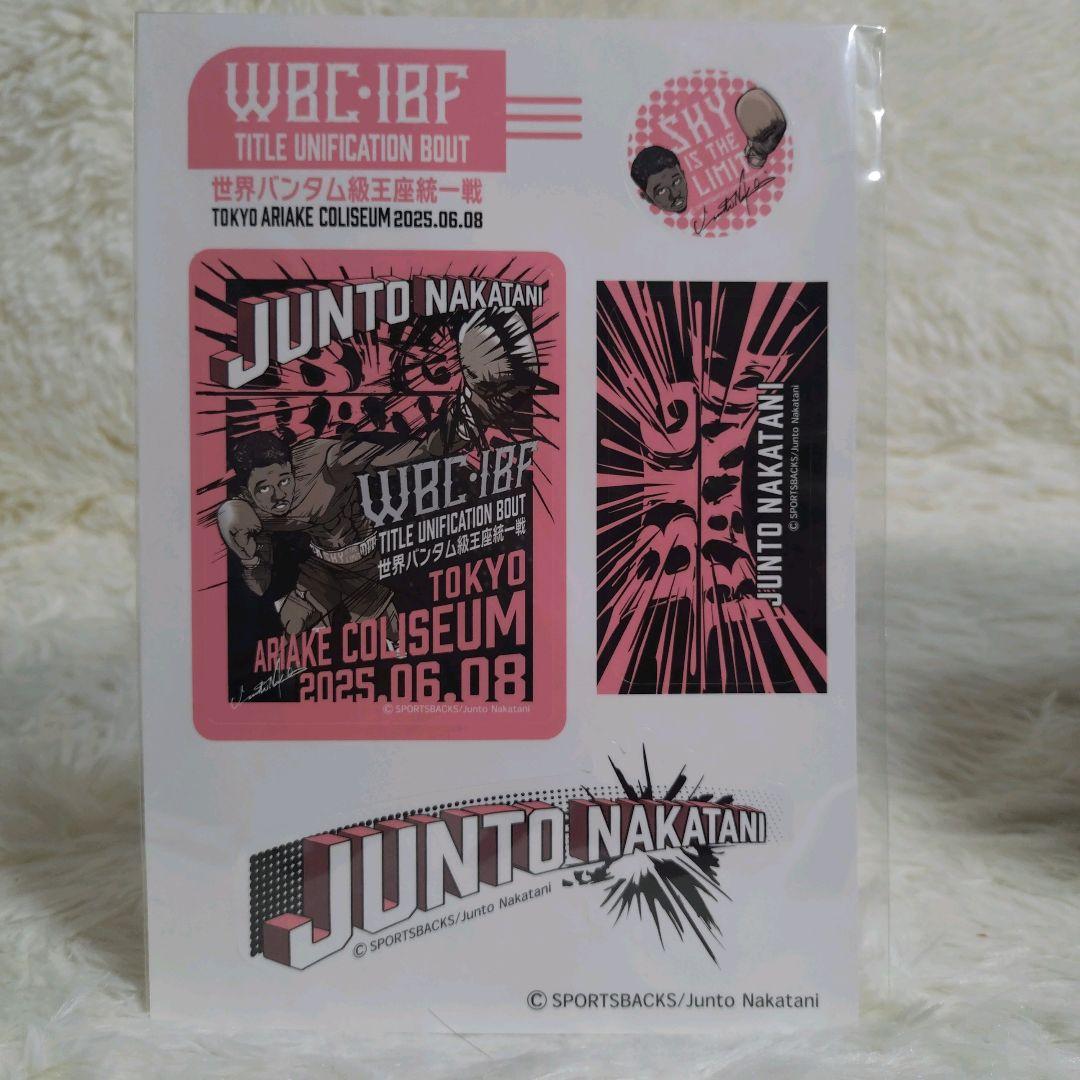 WBC・IBF
TITLE UNIFICATION BOUT
世界バンタム級王座統一戦
TOKYO ARIAKE COLISEUM 2025.06.08
SKY
IS THE
LIMIT
JUNTO NAKATANI
WBC・IBF
TITLE UNIFICATION BOUT
世界バンタム級王座統一戦
TOKYO
ARIAKE COLISEUM
2025.06.08
© SPORTSBACKS/Junto Nakatani
JUNTO NAKATANI
© SPORTSBACKS/Junto Nakatani
JUNTO NAKATANI
© SPORTSBACKS/Junto Nakatani
© SPORTSBACKS/Junto Nakatani